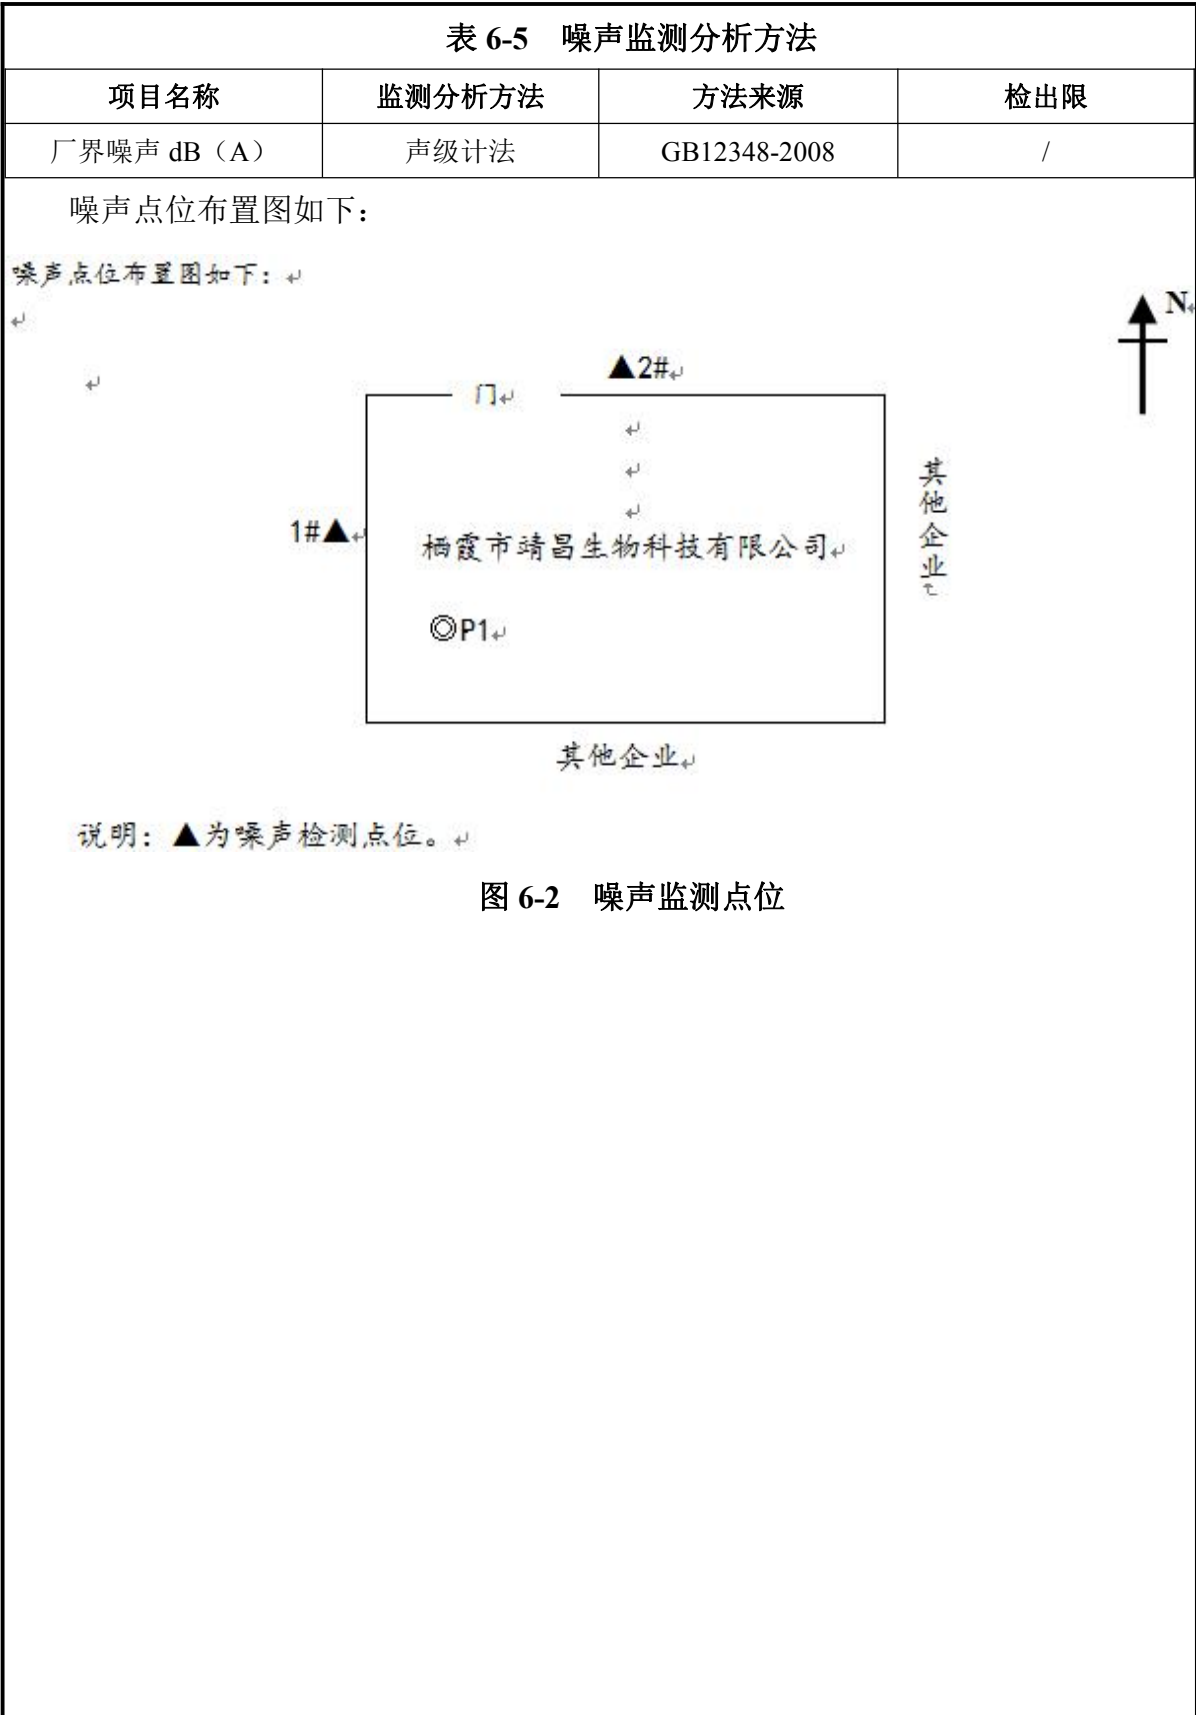 表 6-5 噪声监测分析方法
项目名称 监测分析方法 方法来源 检出限
厂界噪声 dB（A） 声级计法 GB12348-2008 /
噪声点位布置图如下：
噪声点位布置图如下：
N
▲2#
门
其他企业
1#▲
栖霞市靖昌生物科技有限公司
◎P1
其他企业
说明：▲为噪声检测点位。
图 6-2 噪声监测点位